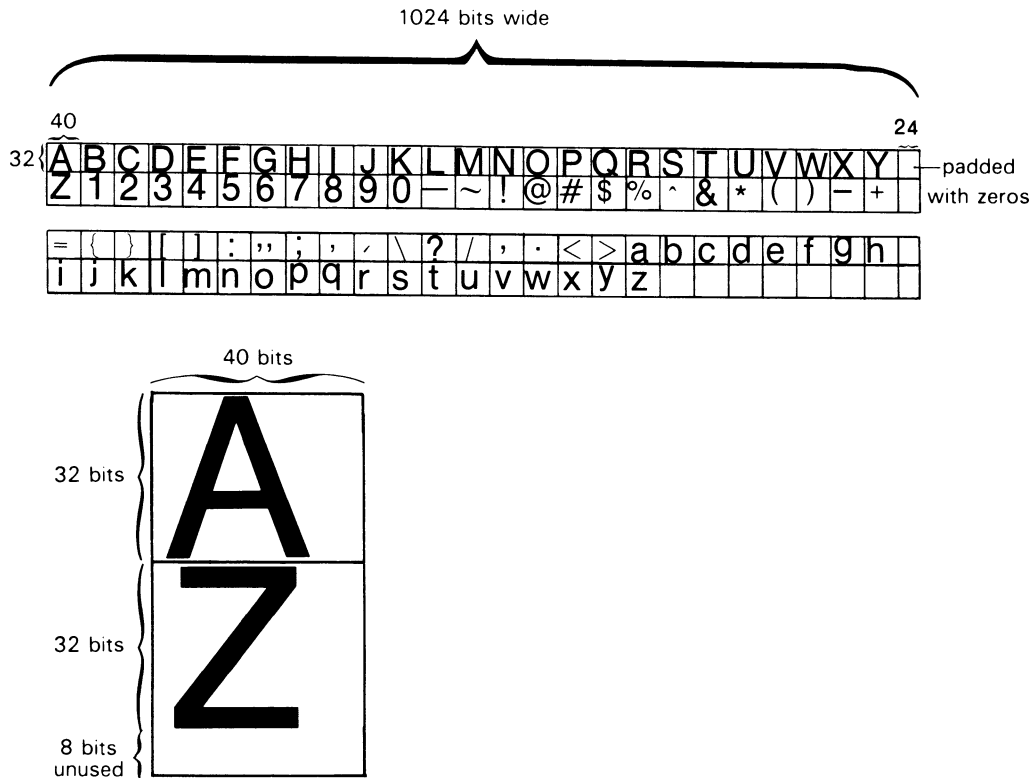 1024 bits wide
40 24
32 A B C D E F G H I J K L M N O P Q R S T U V W X Y padded
Z 1 2 3 4 5 6 7 8 9 0 — ~ ! @ # $ % ^ & * ( ) − + with zeros
= { } [ ] : ,, ; , ´ \ ? / , . < > a b c d e f g h
i j k l m n o p q r s t u v w x y z
40 bits
32 bits
A
32 bits
Z
8 bits
unused